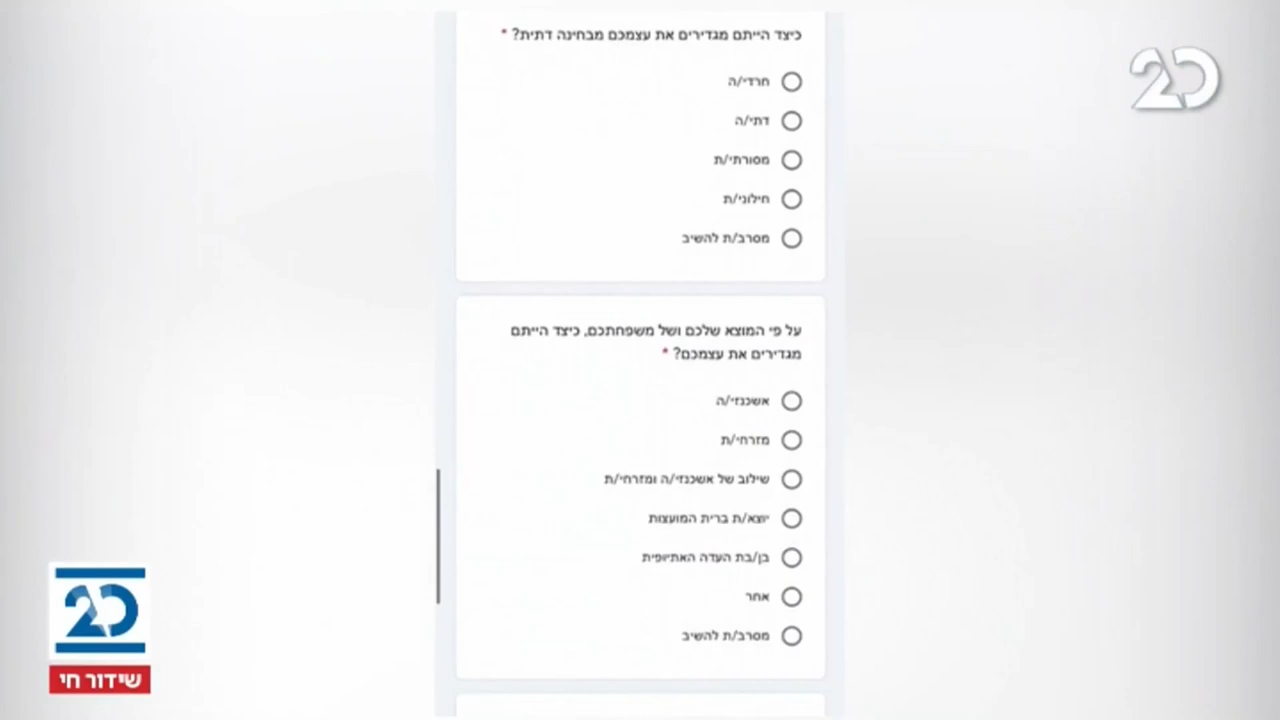 כיצד הייתם מגדירים את עצמכם מבחינה דתית? *
חרדי/ה
דתי/ה
מסורתי/ת
חילוני/ת
מסרב/ת להשיב
על פי המוצא שלכם ושל משפחתכם, כיצד הייתם
מגדירים את עצמכם? *
אשכנזי/ה
מזרחי/ת
שילוב של אשכנזי/ה ומזרחי/ת
יוצא/ת ברית המועצות
בן/בת העדה האתיופית
אחר
מסרב/ת להשיב
20
20
שידור חי